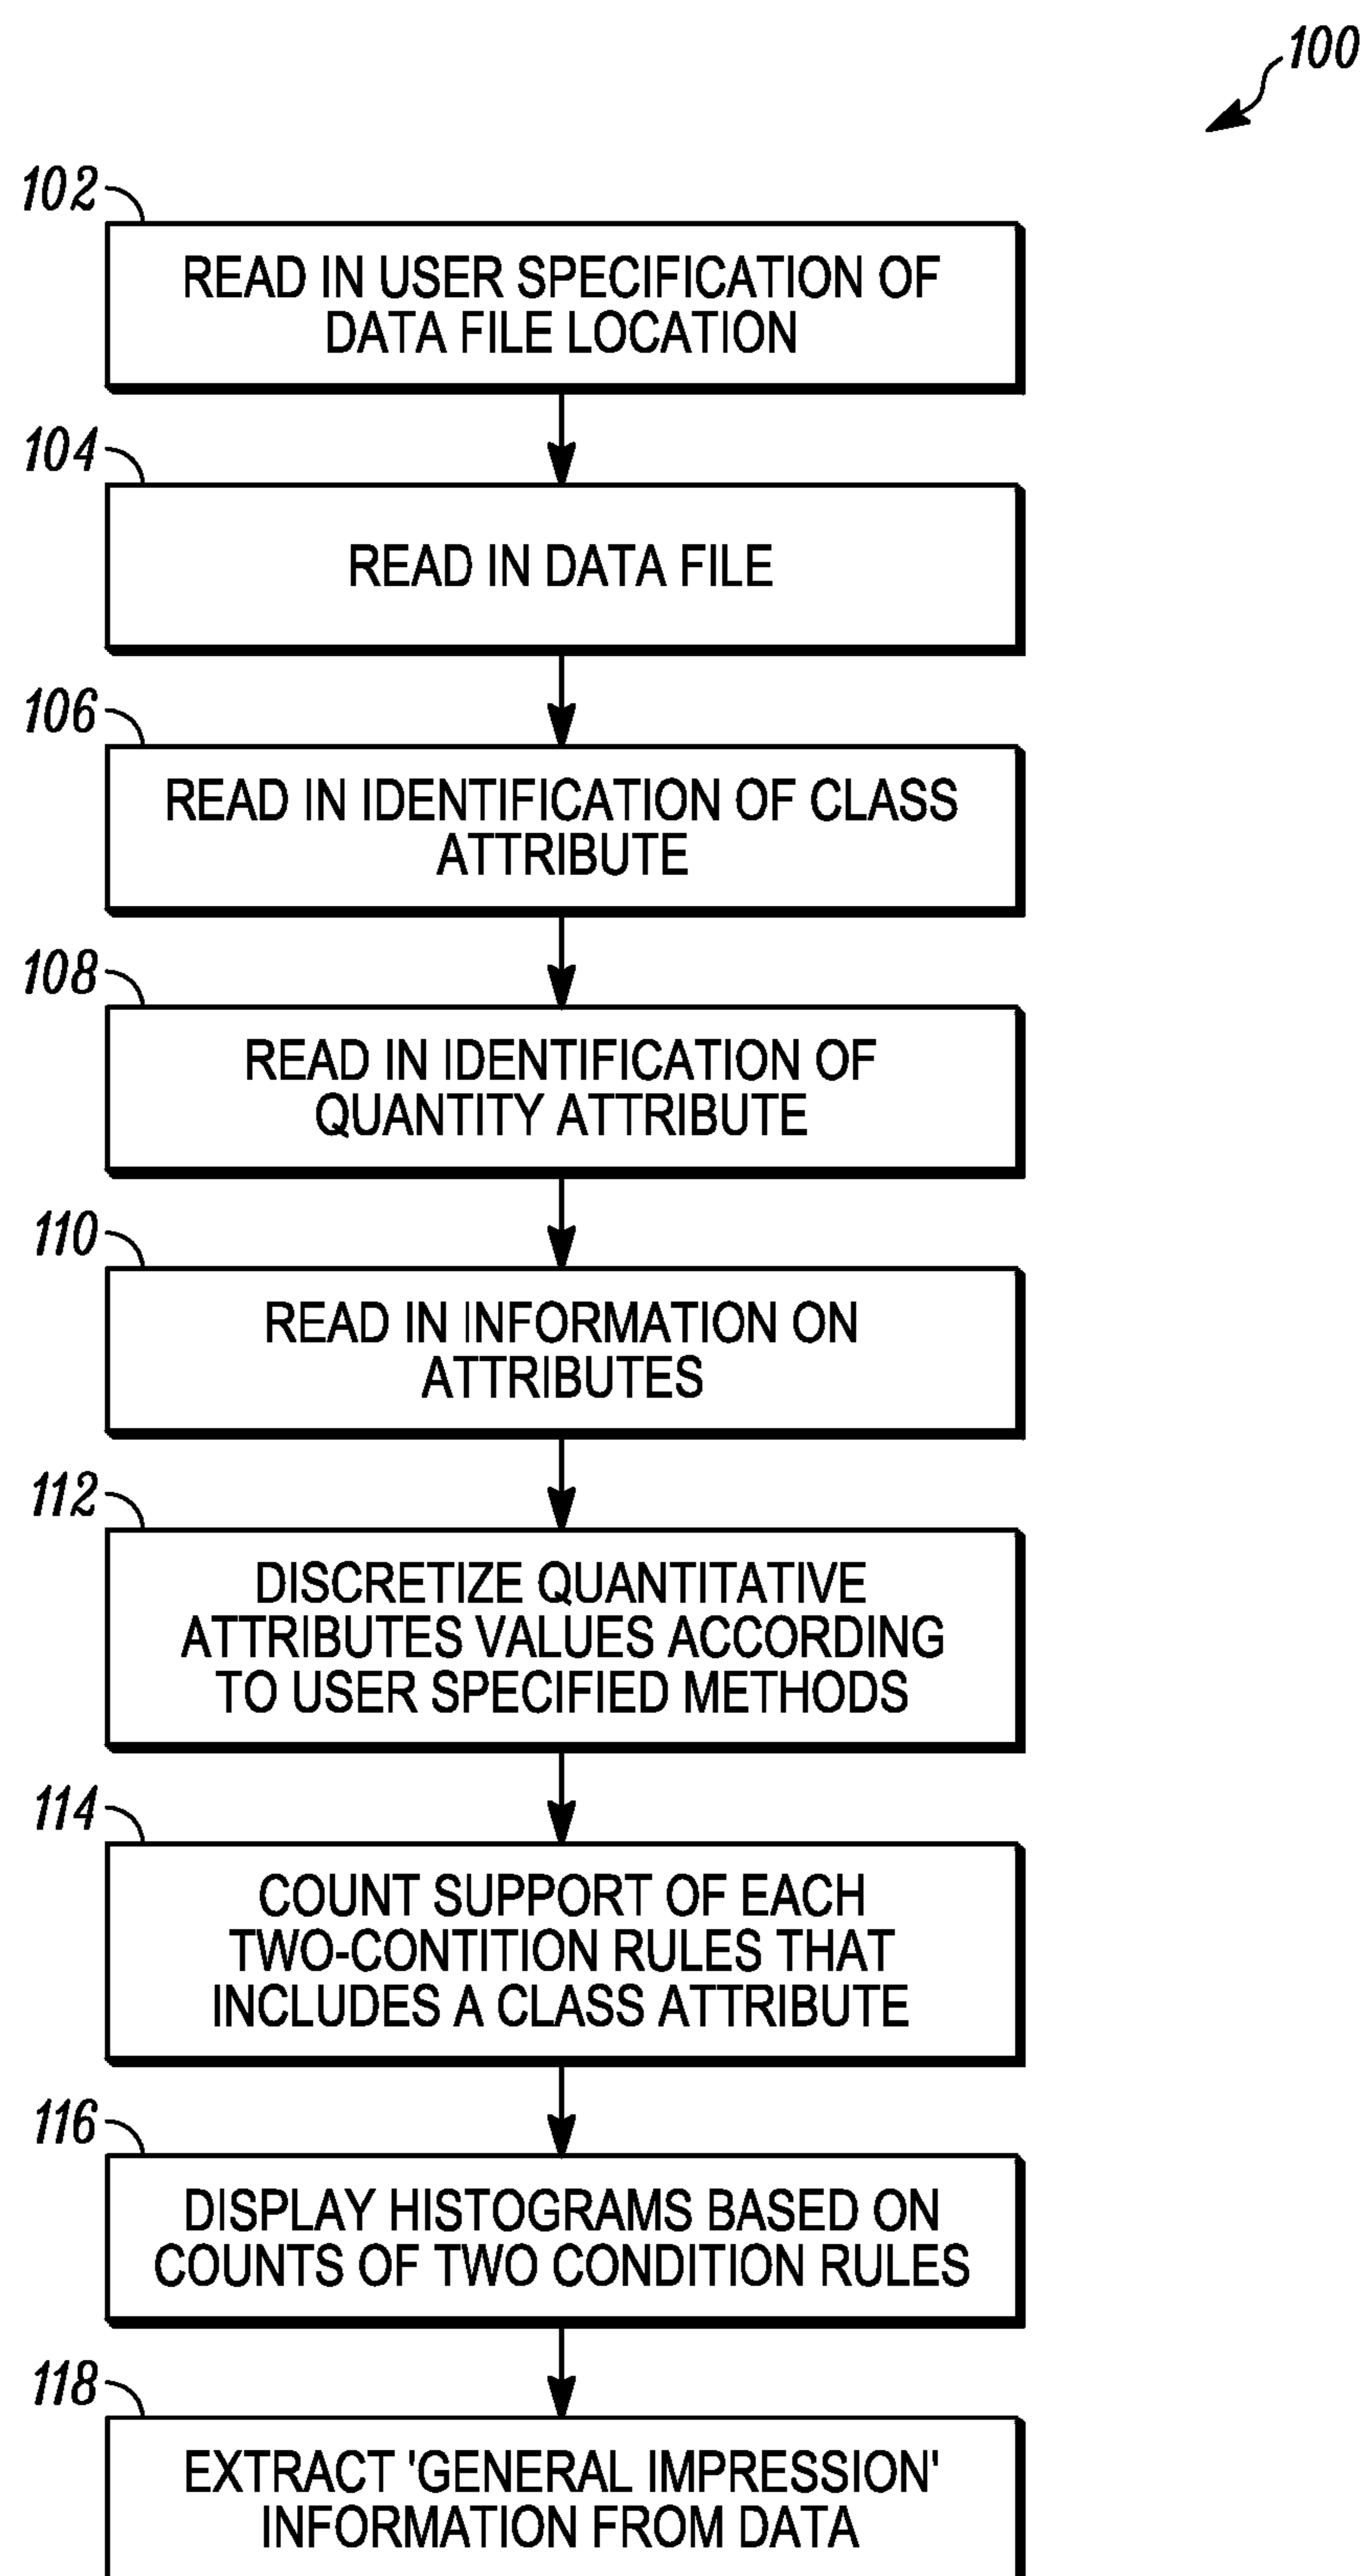 100
102
READ IN USER SPECIFICATION OF
DATA FILE LOCATION
104
READ IN DATA FILE
106
READ IN IDENTIFICATION OF CLASS
ATTRIBUTE
108
READ IN IDENTIFICATION OF
QUANTITY ATTRIBUTE
110
READ IN INFORMATION ON
ATTRIBUTES
112
DISCRETIZE QUANTITATIVE
ATTRIBUTES VALUES ACCORDING
TO USER SPECIFIED METHODS
114
COUNT SUPPORT OF EACH
TWO-CONTITION RULES THAT
INCLUDES A CLASS ATTRIBUTE
116
DISPLAY HISTOGRAMS BASED ON
COUNTS OF TWO CONDITION RULES
118
EXTRACT 'GENERAL IMPRESSION'
INFORMATION FROM DATA